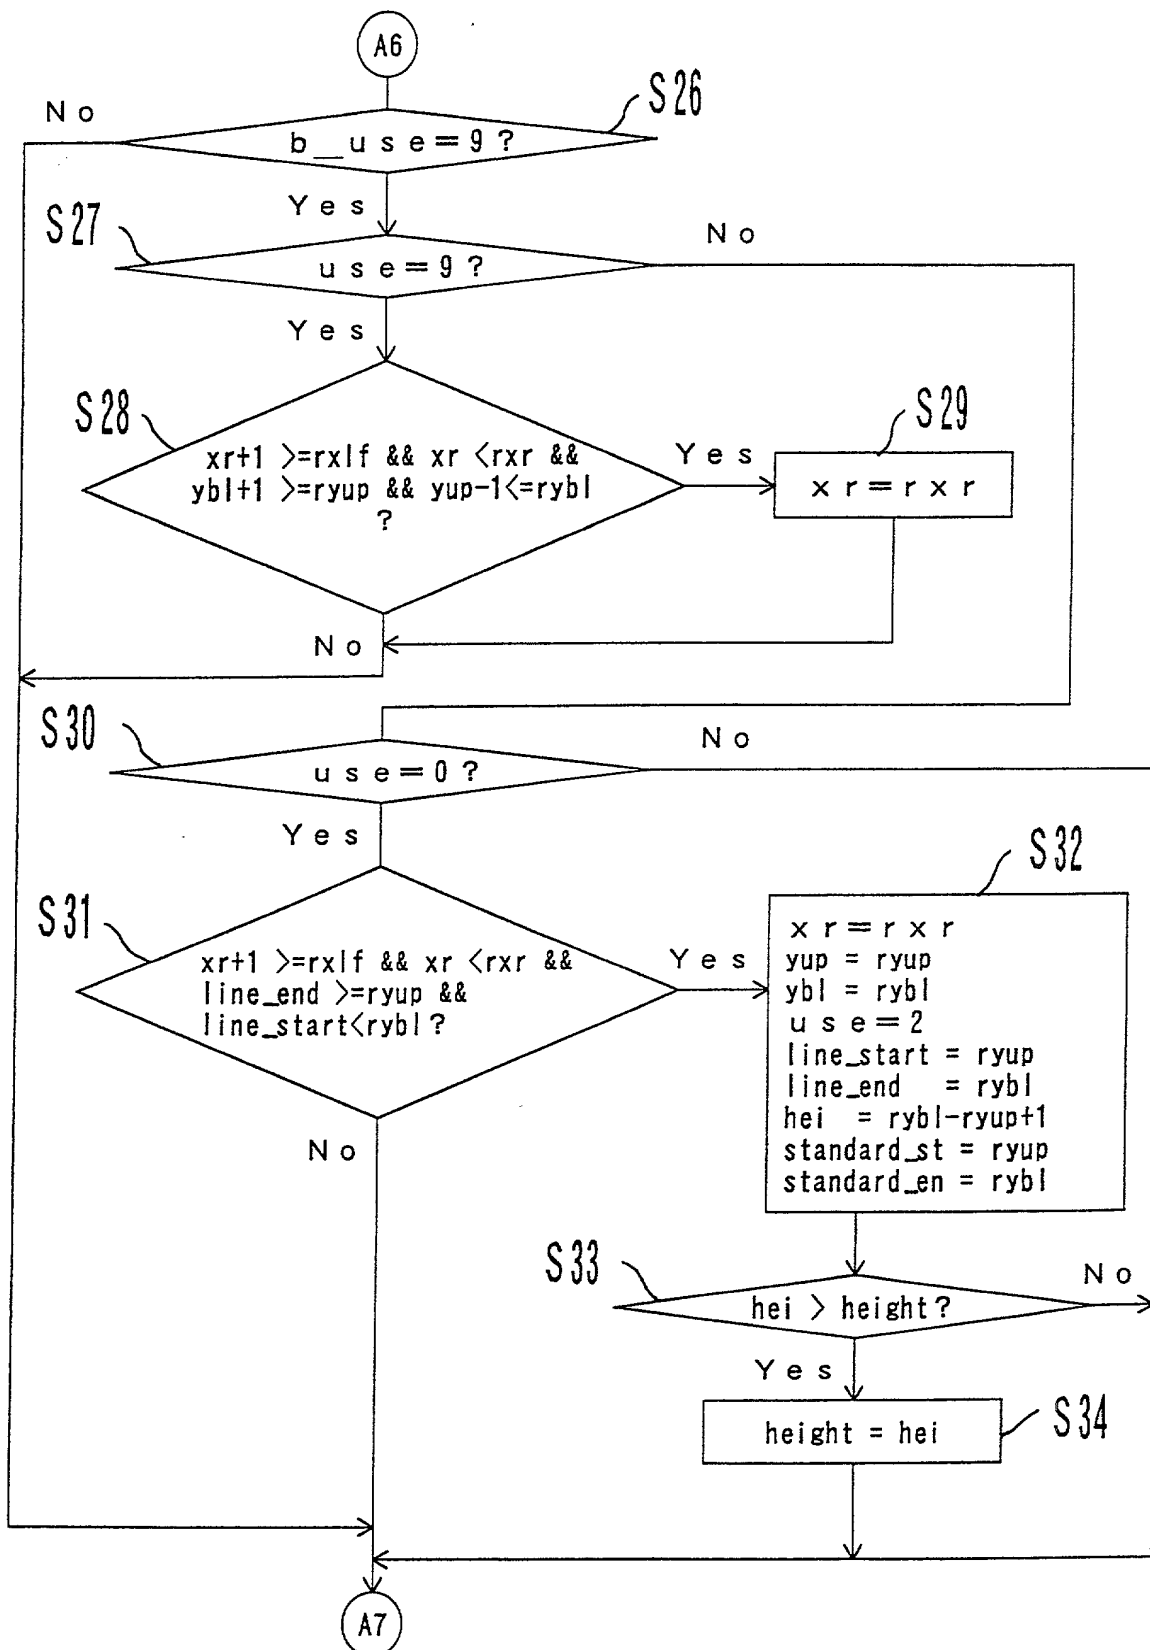 A6
No
S26
b__use=9?
Yes
S27
No
use=9?
Yes
S28
S29
xr+1 >=rxlf && xr <rxr &&
ybl+1 >=ryup && yup-1<=rybl
?
Yes
xr=rxr
No
S30
No
use=0?
Yes
S32
S31
xr+1 >=rxlf && xr <rxr &&
line_end >=ryup &&
line_start<rybl?
Yes
xr=rxr
yup = ryup
ybl = rybl
use=2
line_start = ryup
line_end = rybl
hei = rybl-ryup+1
standard_st = ryup
standard_en = rybl
No
S33
No
hei > height?
Yes
S34
height = hei
A7